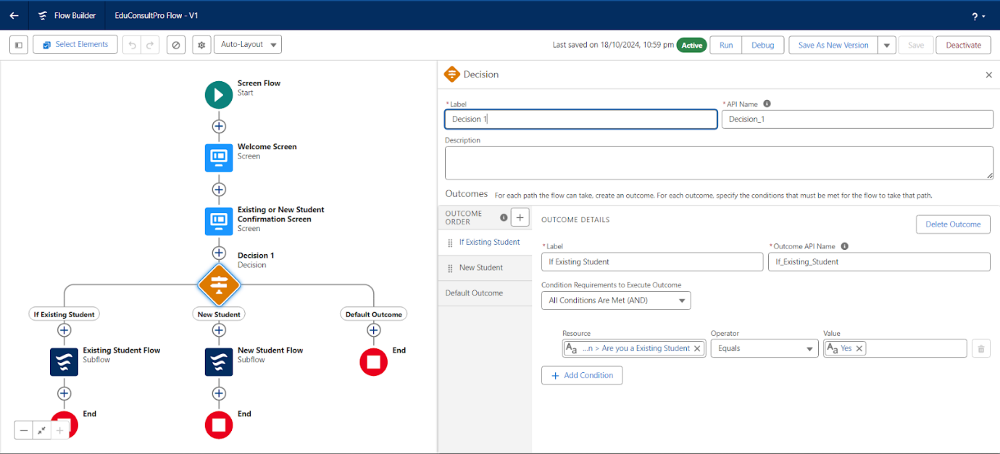 Flow Builder
EduConsultPro Flow - V1
?
Select Elements
Auto-Layout
Last saved on 18/10/2024, 10:59 pm
Active
Run
Debug
Save As New Version
Save
Deactivate
Screen Flow
Start
Welcome Screen
Screen
Existing or New Student
Confirmation Screen
Screen
Decision 1
Decision
If Existing Student
New Student
Default Outcome
Existing Student Flow
Subflow
New Student Flow
Subflow
End
End
End
Decision
* Label
* API Name
Decision 1
Decision_1
Description
Outcomes For each path the flow can take, create an outcome. For each outcome, specify the conditions that must be met for the flow to take that path.
OUTCOME
ORDER
If Existing Student
New Student
Default Outcome
OUTCOME DETAILS
Delete Outcome
* Label
* Outcome API Name
If Existing Student
If_Existing_Student
Condition Requirements to Execute Outcome
All Conditions Are Met (AND)
Resource
Operator
Value
Aa ...n > Are you a Existing Student
Equals
Aa Yes
+ Add Condition